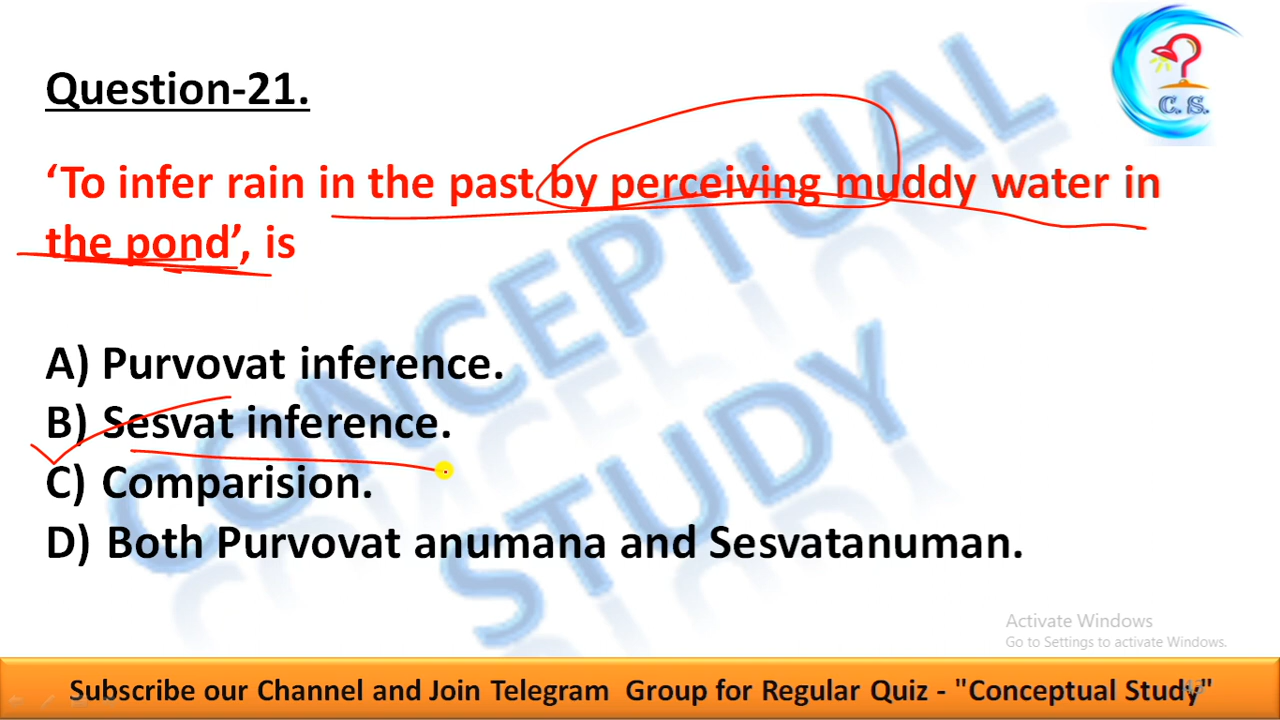 Question-21.
C. S.
‘To infer rain in the past by perceiving muddy water in
the pond’, is
A) Purvovat inference.
B) Sesvat inference.
C) Comparision.
D) Both Purvovat anumana and Sesvatanuman.
CONCEPTUAL
STUDY
Activate Windows
Go to Settings to activate Windows.
Subscribe our Channel and Join Telegram Group for Regular Quiz - "Conceptual Study"